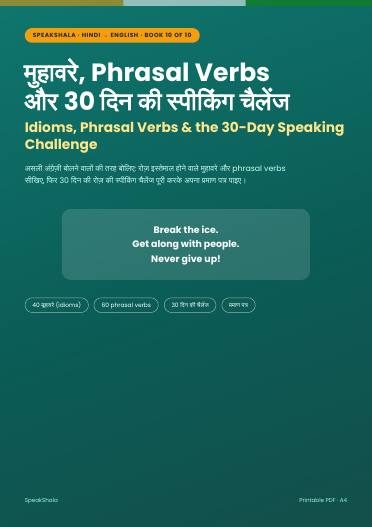 SPEAKSHALA · HINDI → ENGLISH · BOOK 10 OF 10
मुहावरे, Phrasal Verbs
और 30 दिन की स्पीकिंग चैलेंज
Idioms, Phrasal Verbs & the 30-Day Speaking
Challenge
असली अंग्रेज़ी बोलने वालों की तरह बोलिए: रोज़ इस्तेमाल होने वाले मुहावरे और phrasal verbs
सीखिए, फिर 30 दिन की रोज़ की स्पीकिंग चैलेंज पूरी करके अपना प्रमाण पत्र पाइए।
Break the ice.
Get along with people.
Never give up!
40 मुहावरे (idioms) 60 phrasal verbs 30 दिन की चैलेंज प्रमाण पत्र
SpeakShala Printable PDF · A4